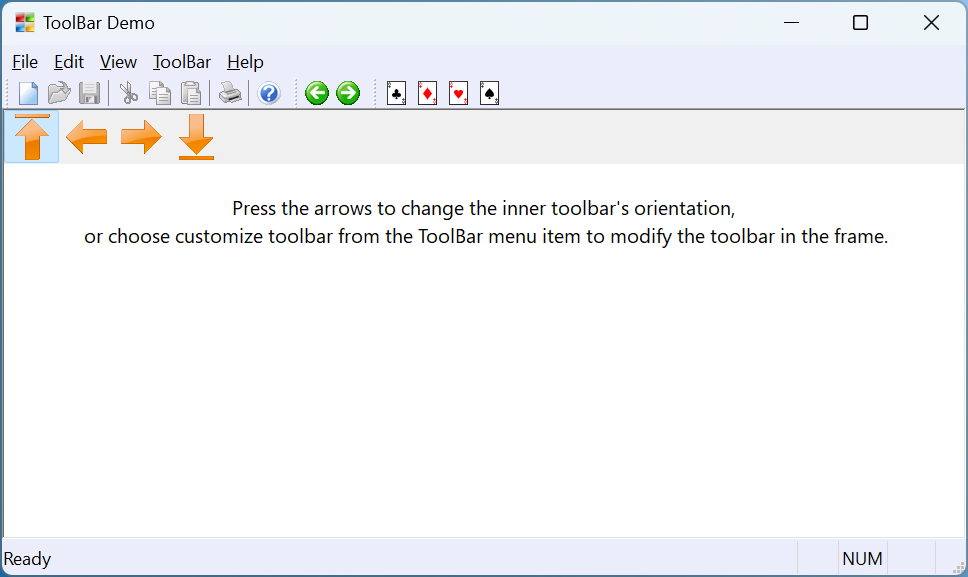 ToolBar Demo
File Edit View ToolBar Help
Press the arrows to change the inner toolbar's orientation,
or choose customize toolbar from the ToolBar menu item to modify the toolbar in the frame.
Ready NUM